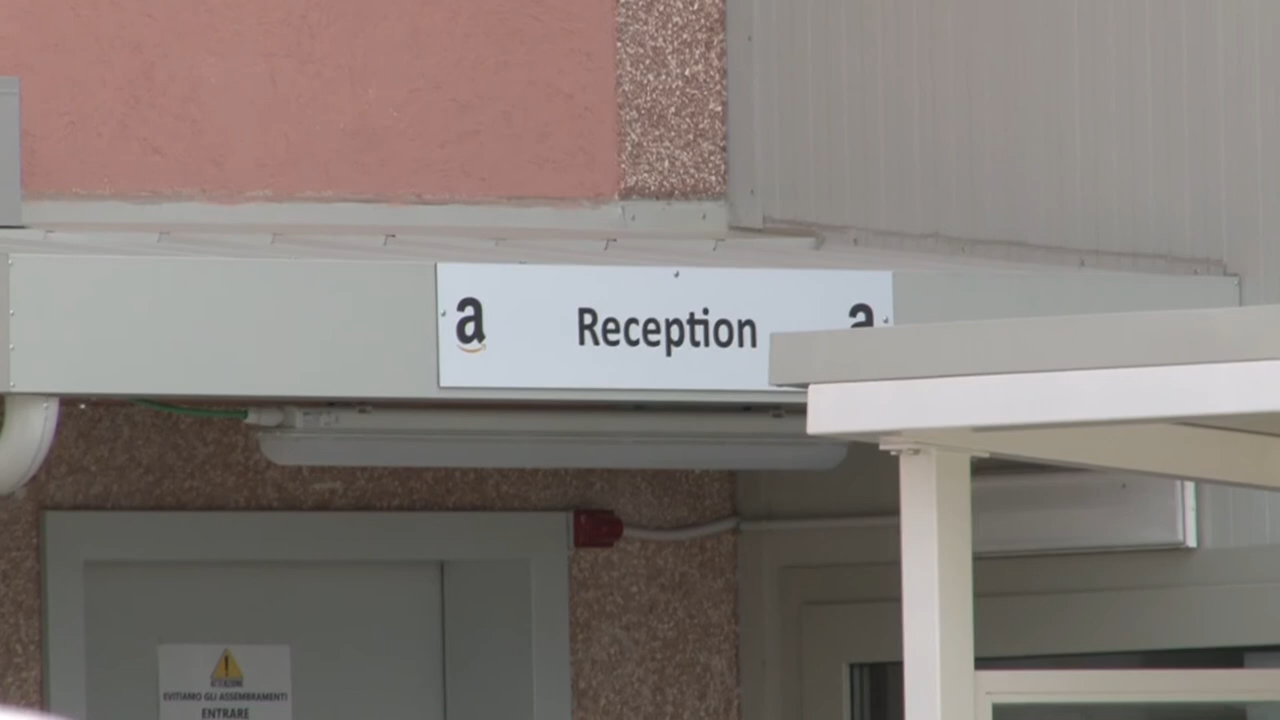 a Reception a
ATTENZIONE
EVITIAMO GLI ASSEMBRAMENTI
ENTRARE